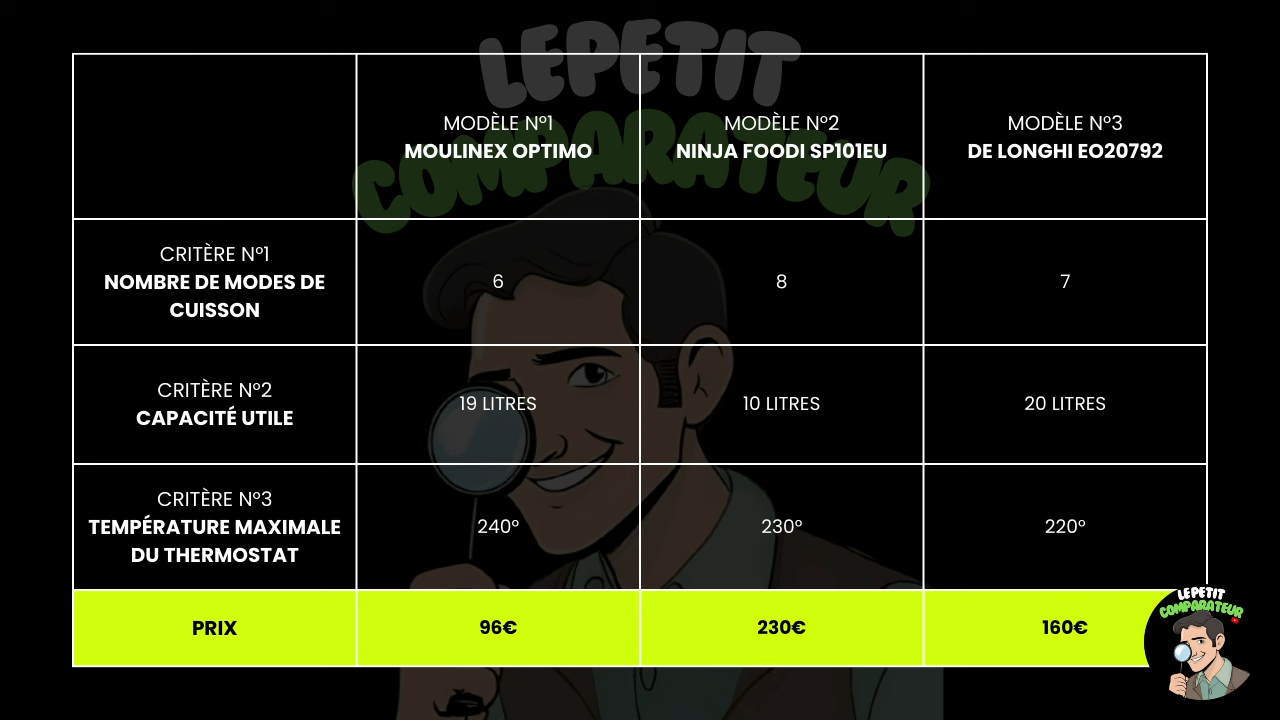 LEPETIT
COMPARATEUR
MODÈLE N°1
MOULINEX OPTIMO
MODÈLE N°2
NINJA FOODI SP101EU
MODÈLE N°3
DE LONGHI EO20792
CRITÈRE N°1
NOMBRE DE MODES DE
CUISSON
6
8
7
CRITÈRE N°2
CAPACITÉ UTILE
19 LITRES
10 LITRES
20 LITRES
CRITÈRE N°3
TEMPÉRATURE MAXIMALE
DU THERMOSTAT
240°
230°
220°
PRIX
96€
230€
160€
LEPETIT
COMPARATEUR